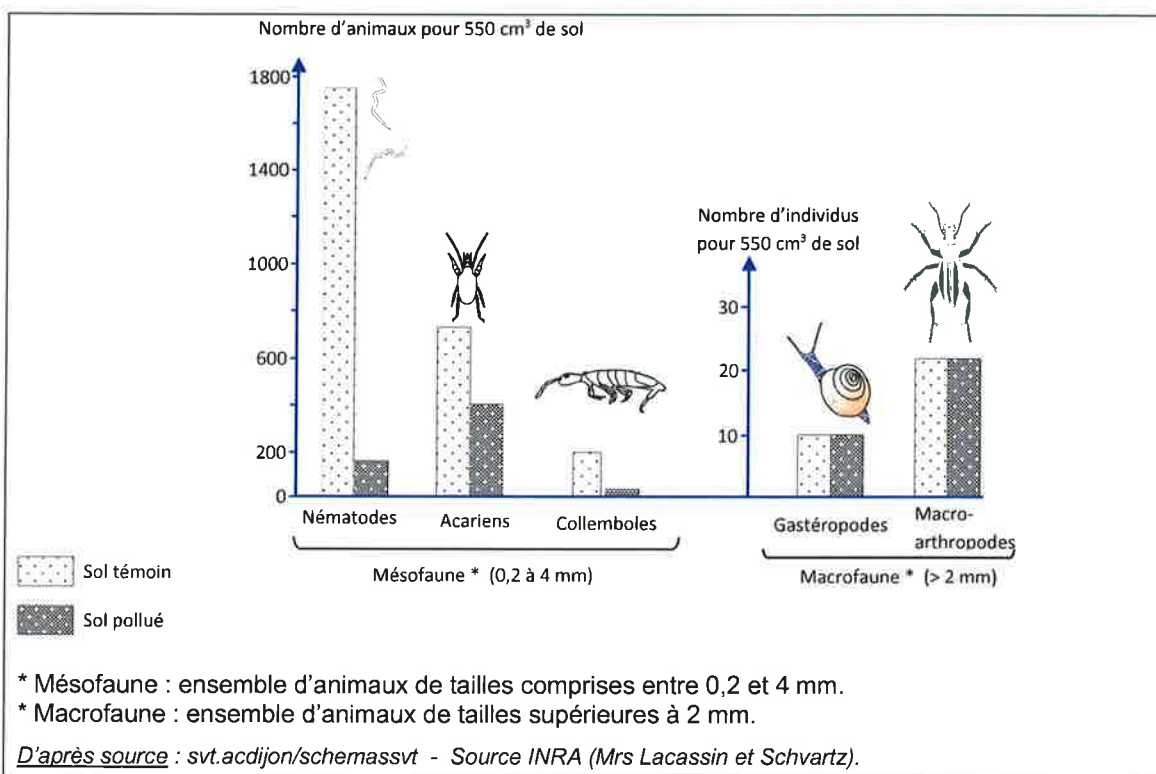 Nombre d'animaux pour 550 cm³ de sol
1800
1400
1000
600
200
0
Nématodes
Acariens
Collemboles
Mésofaune * (0,2 à 4 mm)
Nombre d'individus
pour 550 cm³ de sol
30
20
10
Gastéropodes
Macro-
arthropodes
Macrofaune * (> 2 mm)
Sol témoin
Sol pollué
* Mésofaune : ensemble d'animaux de tailles comprises entre 0,2 et 4 mm.
* Macrofaune : ensemble d'animaux de tailles supérieures à 2 mm.
D'après source : svt.acdijon/schemassvt - Source INRA (Mrs Lacassin et Schvartz).